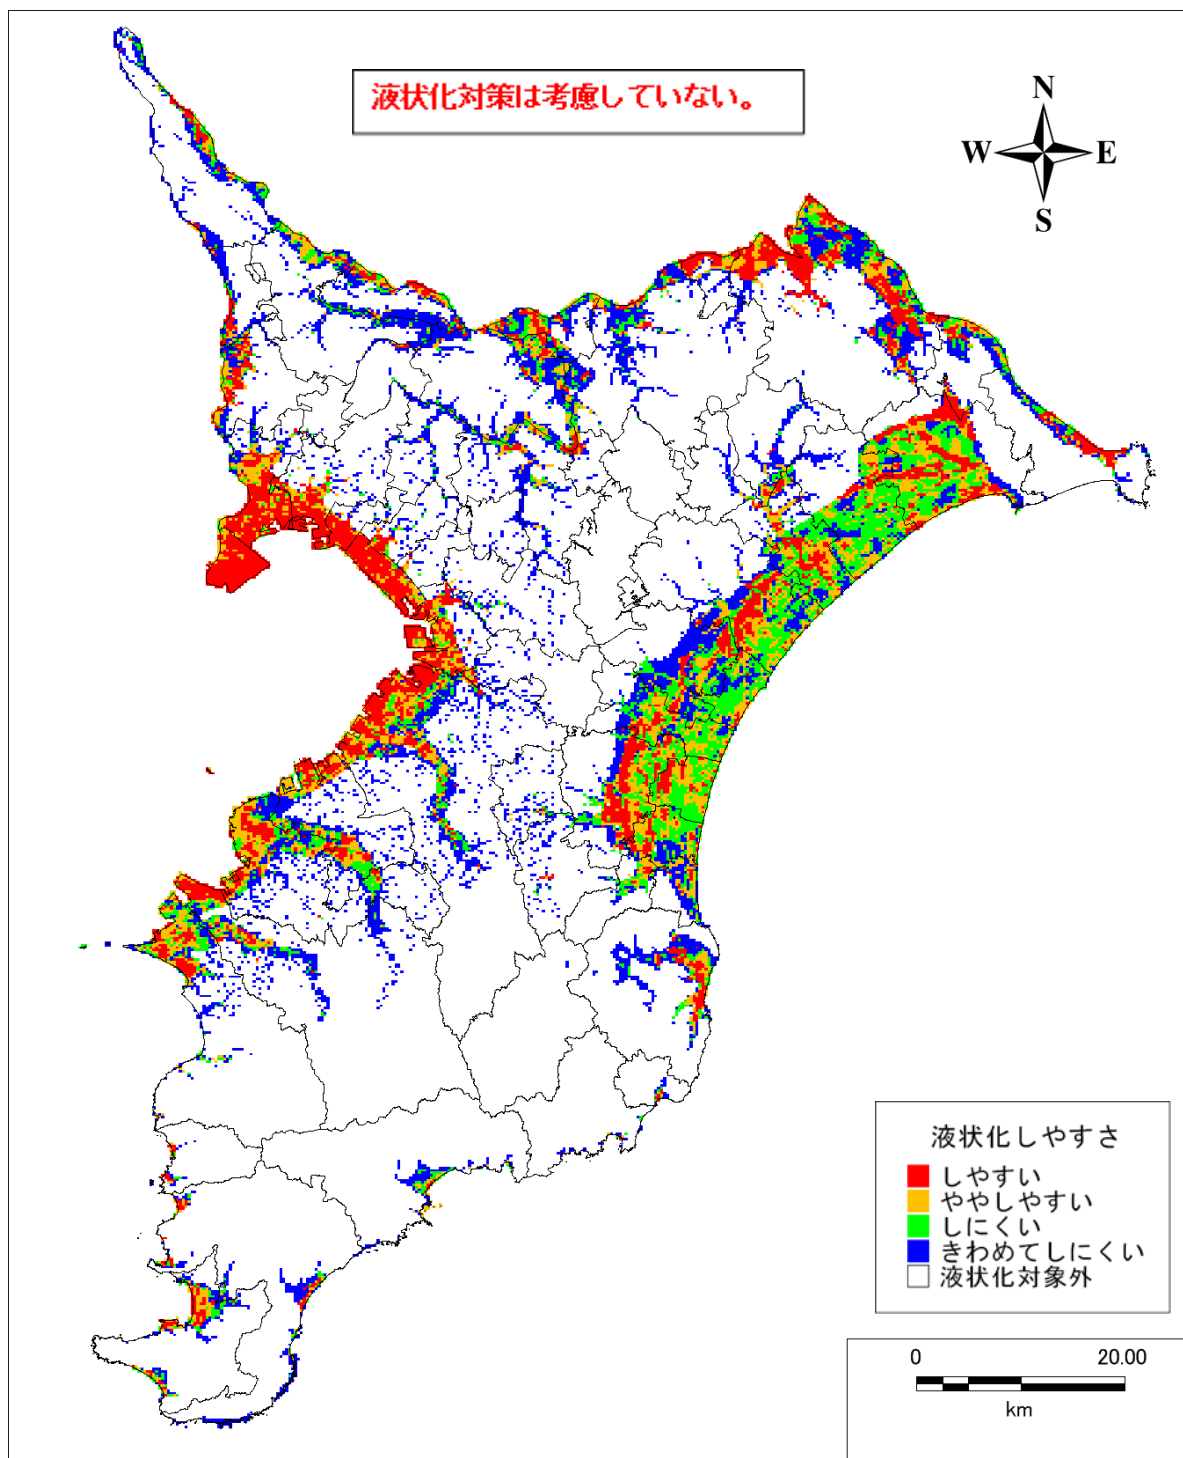 液状化対策は考慮していない。
N
W E
S
液状化しやすさ
しやすい
ややしやすい
しにくい
きわめてしにくい
液状化対象外
0 20.00
km